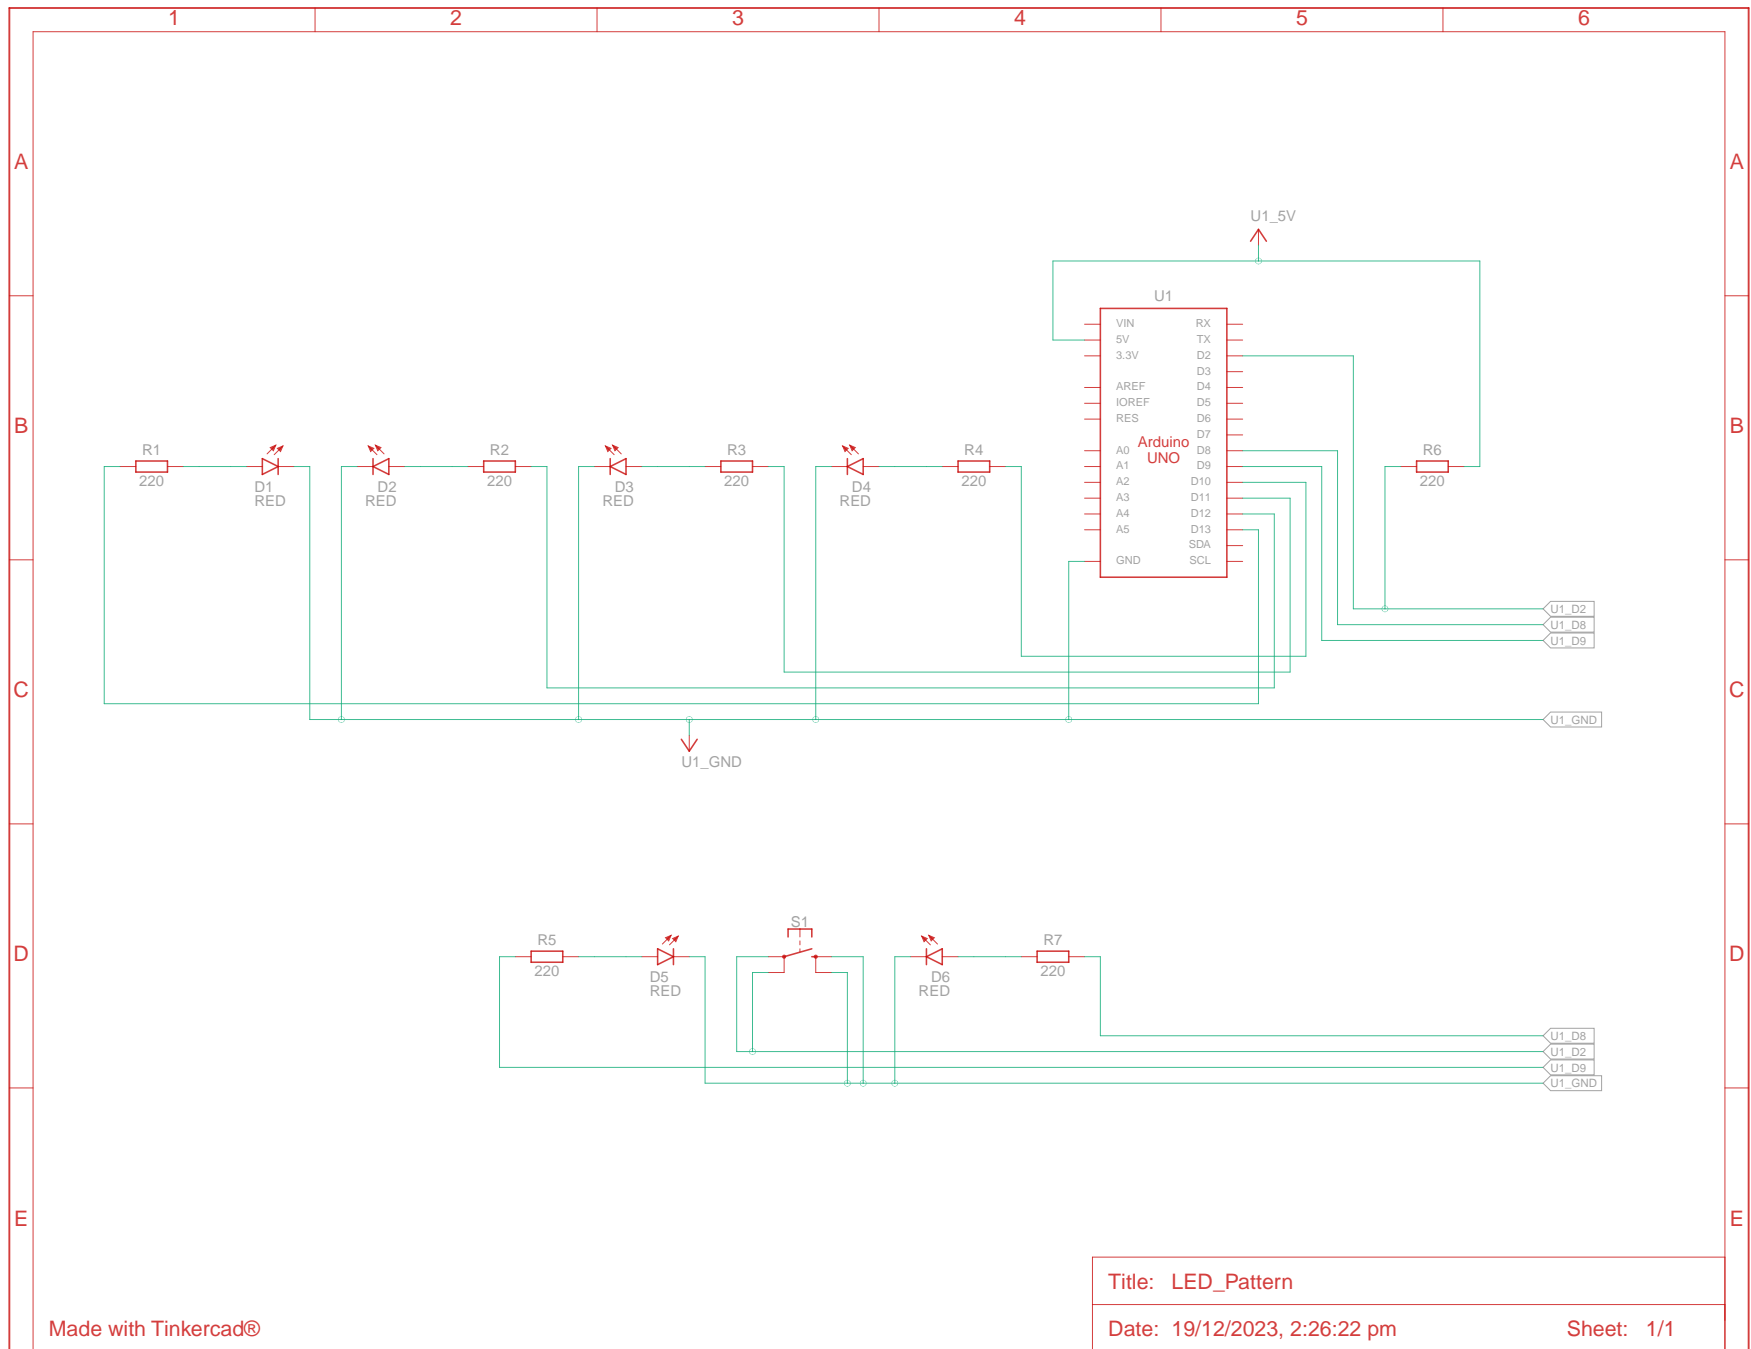 1 2 3 4 5 6
A A
U1_5V
U1
VIN RX
5V TX
3.3V D2
D3
AREF D4
IOREF D5
RES D6
D7
Arduino
UNO
A0 D8
A1 D9
A2 D10
A3 D11
A4 D12
A5 D13
SDA
GND SCL
B B
R1 R2 R3 R4 R6
220 220 220 220 220
D1 D2 D3 D4
RED RED RED RED
U1_D2
U1_D8
U1_D9
C C
U1_GND
U1_GND
S1
R5 R7
D D
220 220
D5 D6
RED RED
U1_D8
U1_D2
U1_D9
U1_GND
E E
Title: LED_Pattern
Made with Tinkercad®
Date: 19/12/2023, 2:26:22 pm Sheet: 1/1